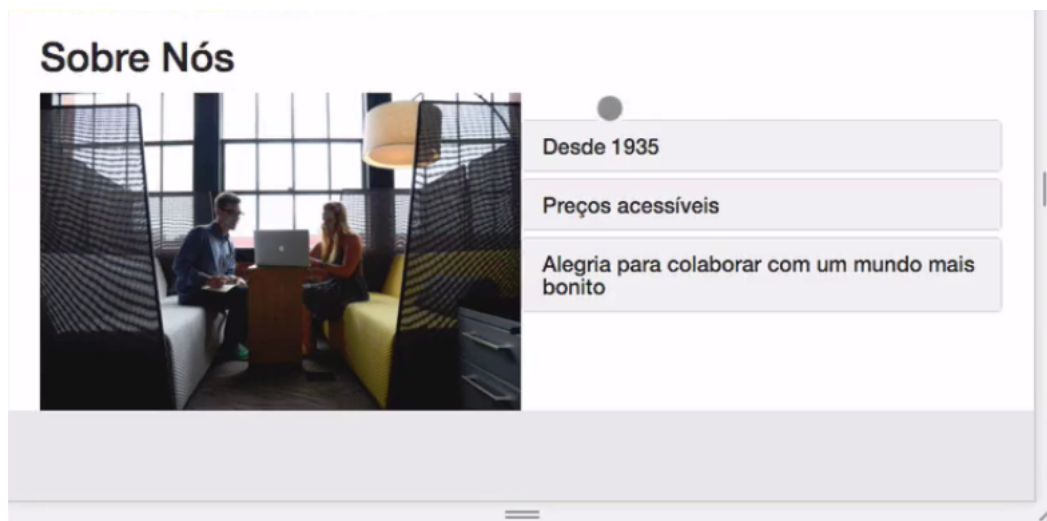 Sobre Nós
Desde 1935
Preços acessíveis
Alegria para colaborar com um mundo mais
bonito